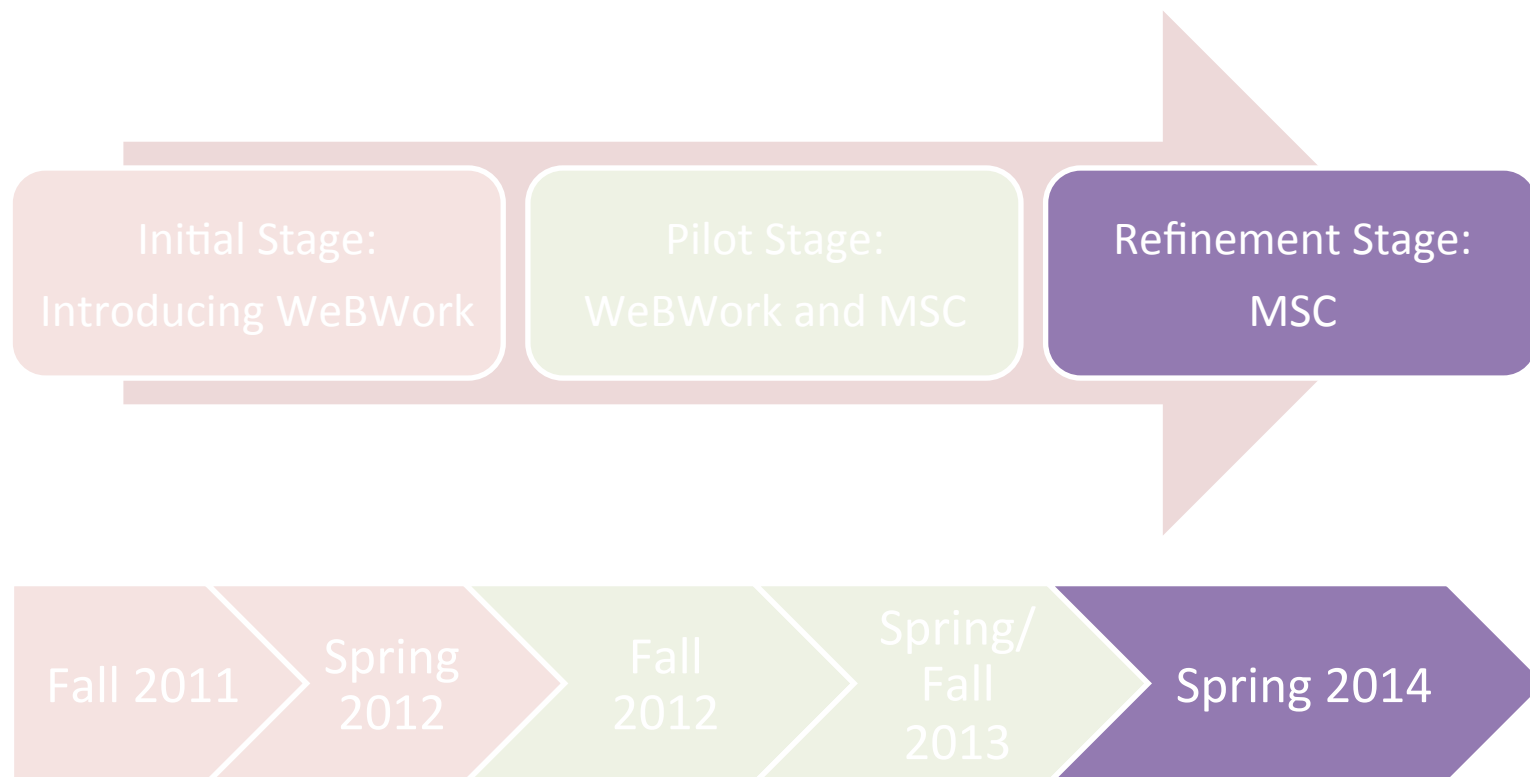 Initial Stage:
Introducing WeBWork
Pilot Stage:
WeBWork and MSC
Refinement Stage:
MSC
Fall 2011
Spring
2012
Fall
2012
Spring/
Fall
2013
Spring 2014